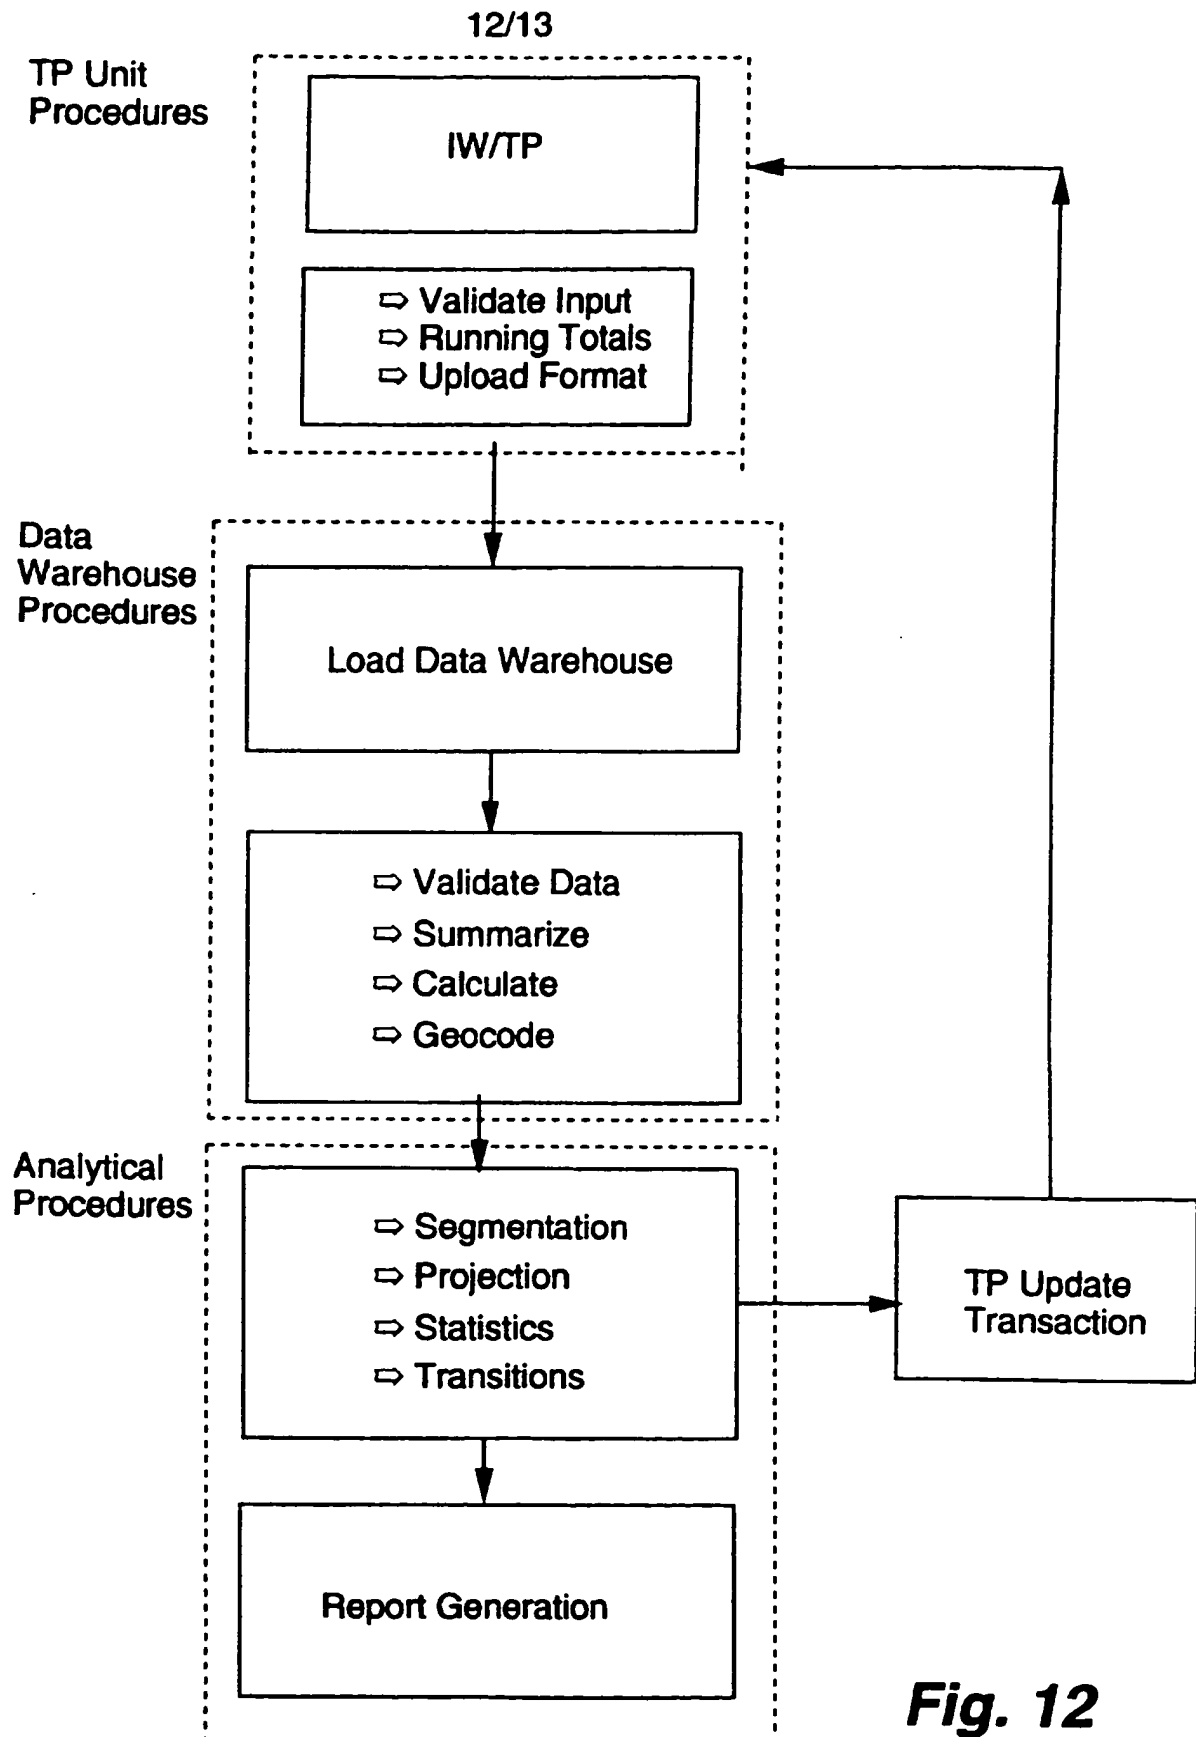 12/13
TP Unit
Procedures
IW/TP
⇨ Validate Input
⇨ Running Totals
⇨ Upload Format
Data
Warehouse
Procedures
Load Data Warehouse
⇨ Validate Data
⇨ Summarize
⇨ Calculate
⇨ Geocode
Analytical
Procedures
⇨ Segmentation
⇨ Projection
⇨ Statistics
⇨ Transitions
TP Update
Transaction
Report Generation
Fig. 12